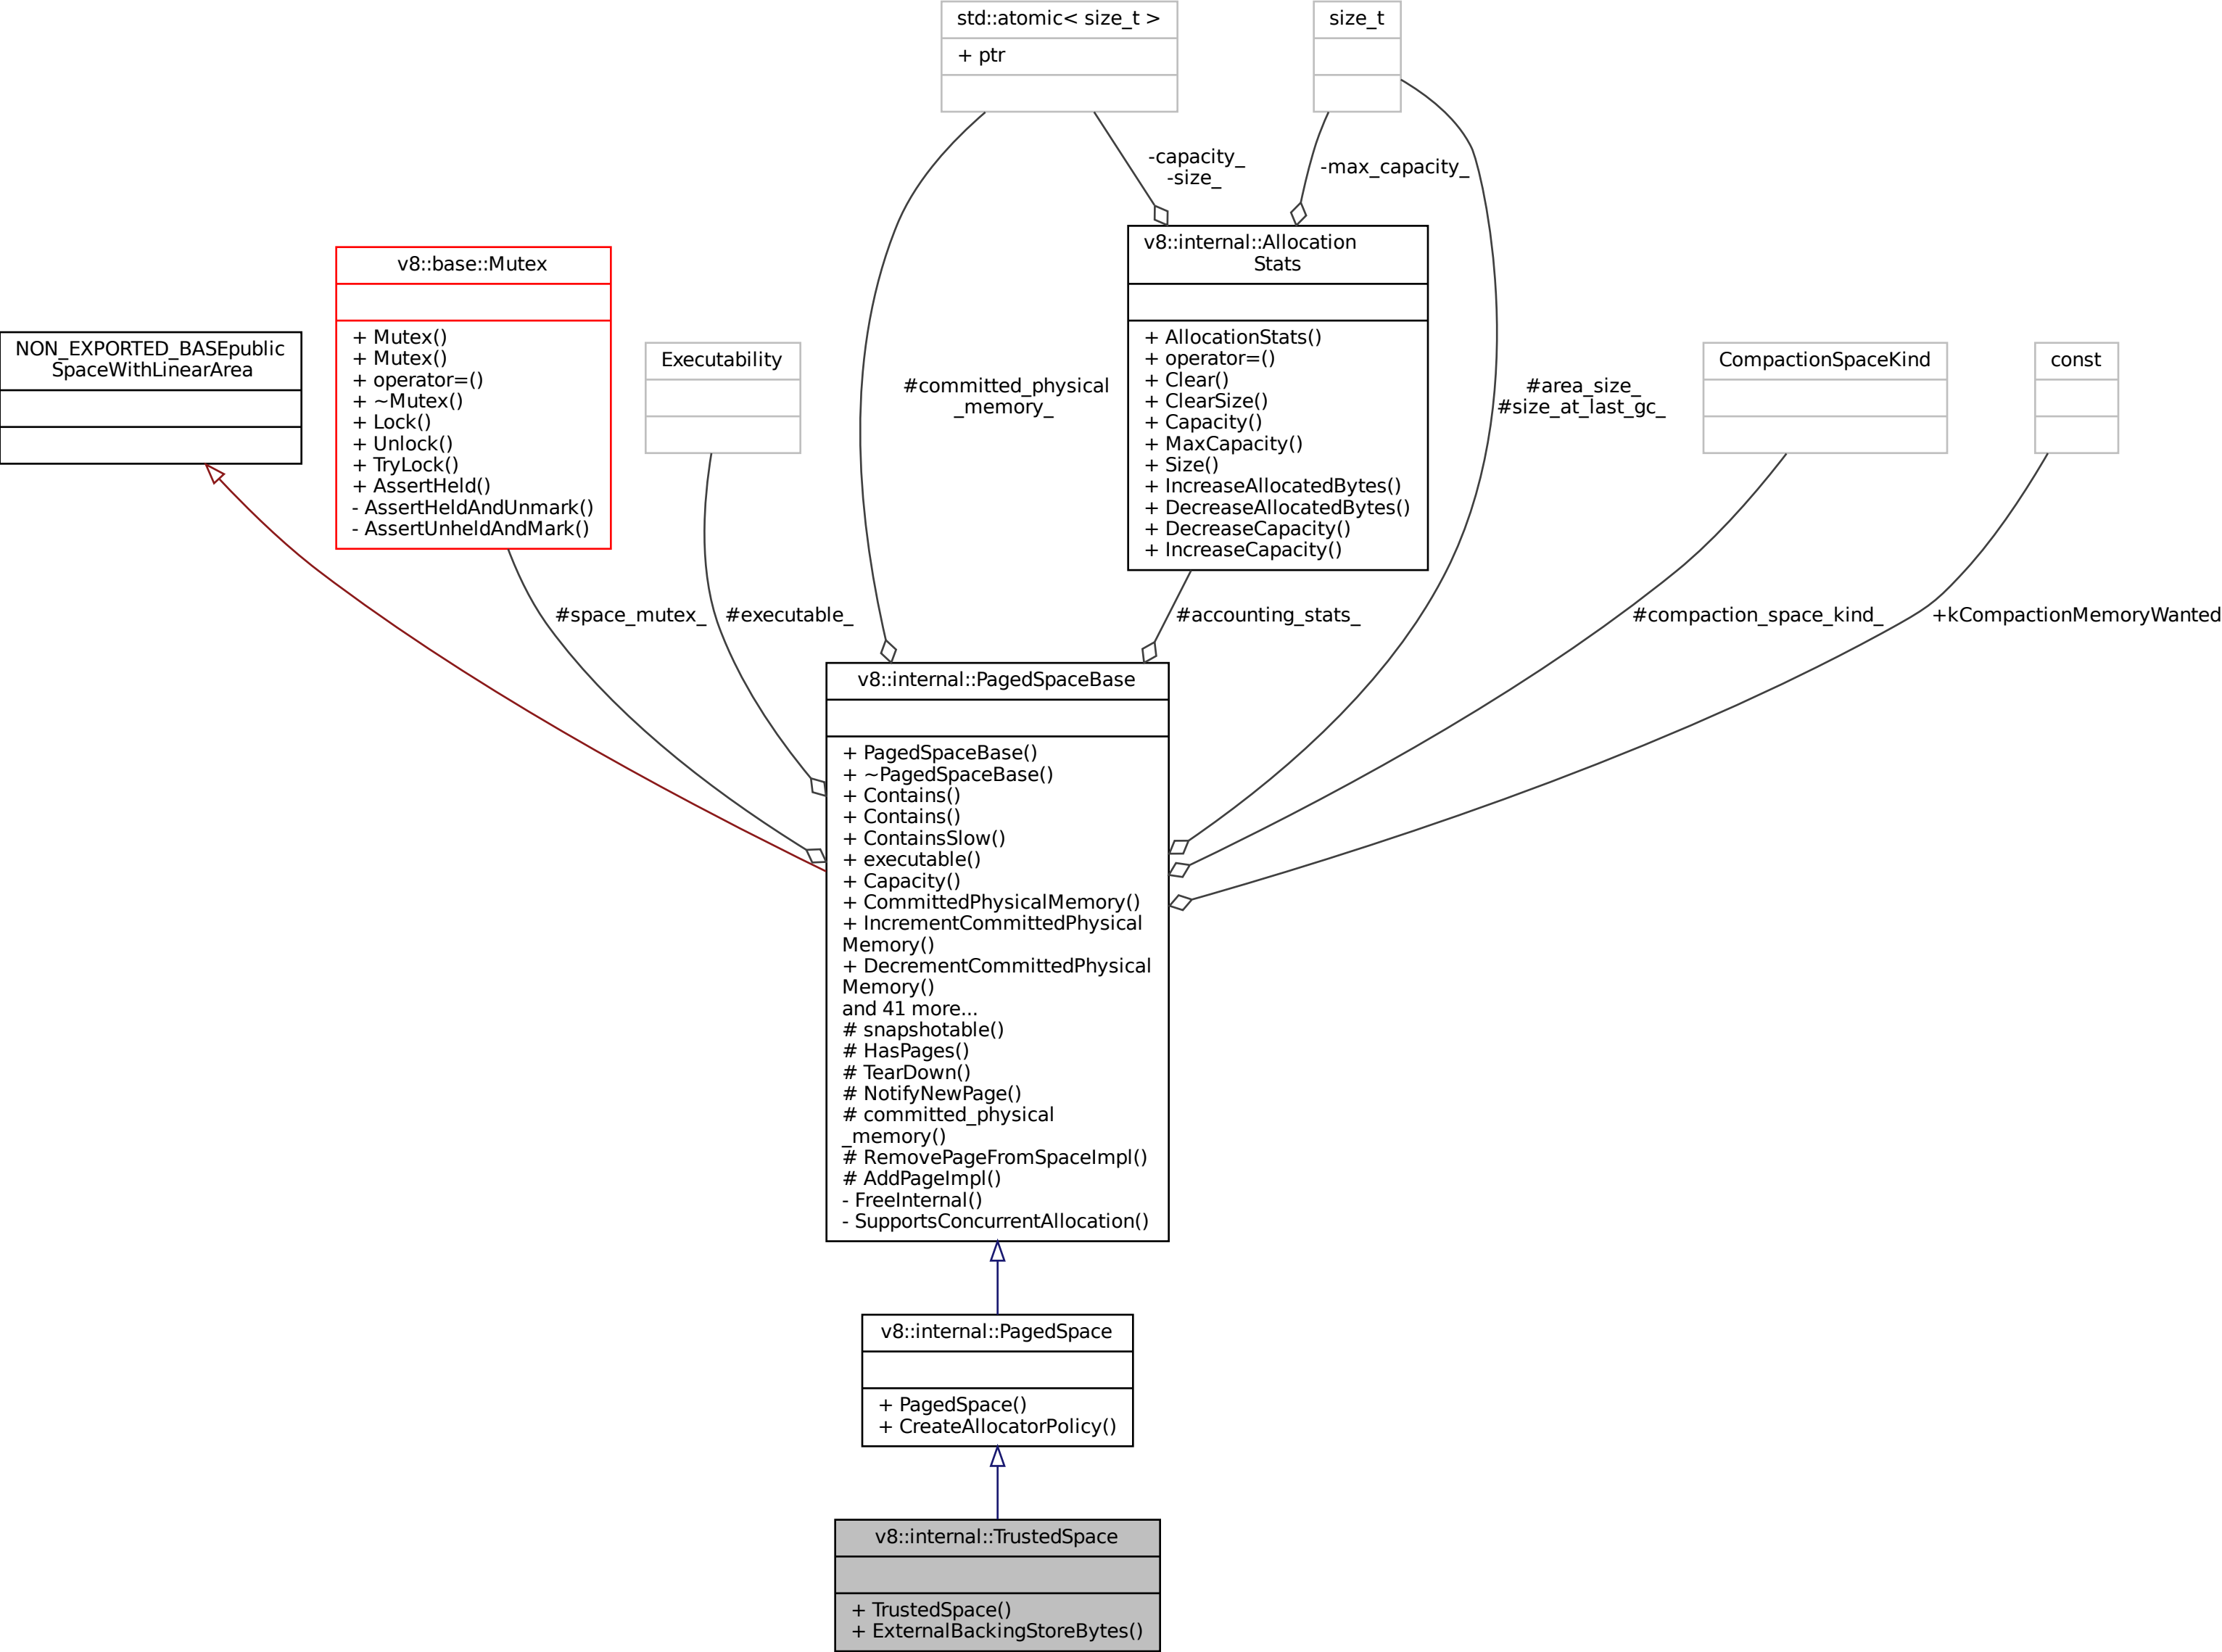 std::atomic< size_t >
+ ptr
size_t
-capacity_
-size_
-max_capacity_
v8::internal::Allocation
Stats
+ AllocationStats()
+ operator=()
+ Clear()
+ ClearSize()
+ Capacity()
+ MaxCapacity()
+ Size()
+ IncreaseAllocatedBytes()
+ DecreaseAllocatedBytes()
+ DecreaseCapacity()
+ IncreaseCapacity()
v8::base::Mutex
+ Mutex()
+ Mutex()
+ operator=()
+ ~Mutex()
+ Lock()
+ Unlock()
+ TryLock()
+ AssertHeld()
- AssertHeldAndUnmark()
- AssertUnheldAndMark()
NON_EXPORTED_BASEpublic
SpaceWithLinearArea
Executability
#committed_physical
_memory_
#area_size_
#size_at_last_gc_
CompactionSpaceKind
const
#space_mutex_
#executable_
#accounting_stats_
#compaction_space_kind_
+kCompactionMemoryWanted
v8::internal::PagedSpaceBase
+ PagedSpaceBase()
+ ~PagedSpaceBase()
+ Contains()
+ Contains()
+ ContainsSlow()
+ executable()
+ Capacity()
+ CommittedPhysicalMemory()
+ IncrementCommittedPhysical
Memory()
+ DecrementCommittedPhysical
Memory()
and 41 more...
# snapshotable()
# HasPages()
# TearDown()
# NotifyNewPage()
# committed_physical
_memory()
# RemovePageFromSpaceImpl()
# AddPageImpl()
- FreeInternal()
- SupportsConcurrentAllocation()
v8::internal::PagedSpace
+ PagedSpace()
+ CreateAllocatorPolicy()
v8::internal::TrustedSpace
+ TrustedSpace()
+ ExternalBackingStoreBytes()